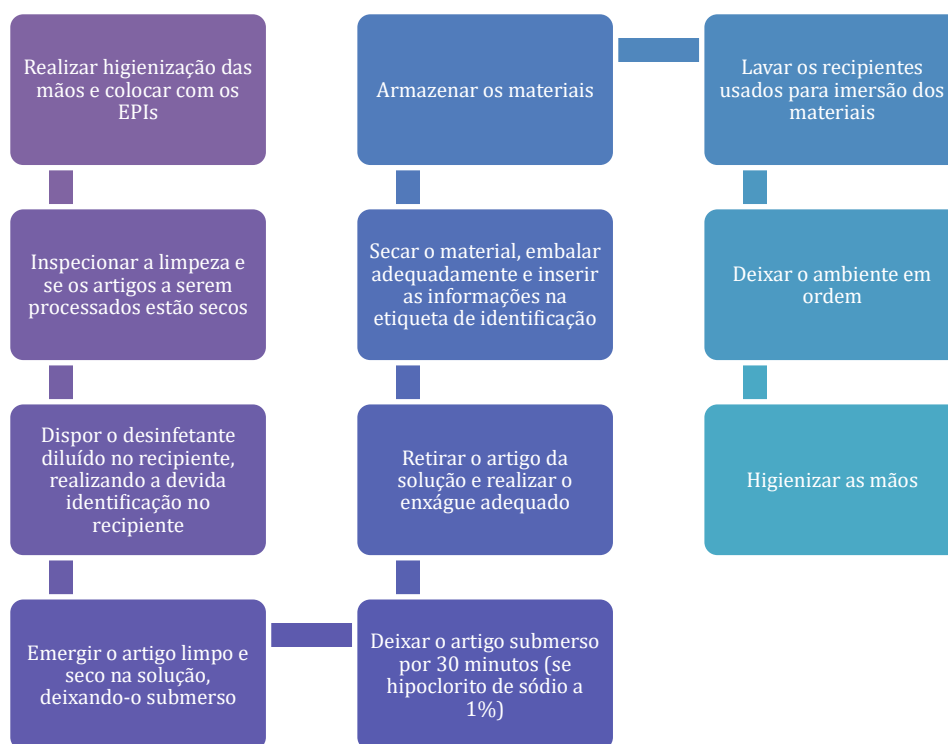 Realizar higienização das
mãos e colocar com os
EPIs
Inspecionar a limpeza e
se os artigos a serem
processados estão secos
Dispor o desinfetante
diluído no recipiente,
realizando a devida
identificação no
recipiente
Emergir o artigo limpo e
seco na solução,
deixando-o submerso
Deixar o artigo submerso
por 30 minutos (se
hipoclorito de sódio a
1%)
Retirar o artigo da
solução e realizar o
enxágue adequado
Secar o material, embalar
adequadamente e inserir
as informações na
etiqueta de identificação
Armazenar os materiais
Lavar os recipientes
usados para imersão dos
materiais
Deixar o ambiente em
ordem
Higienizar as mãos